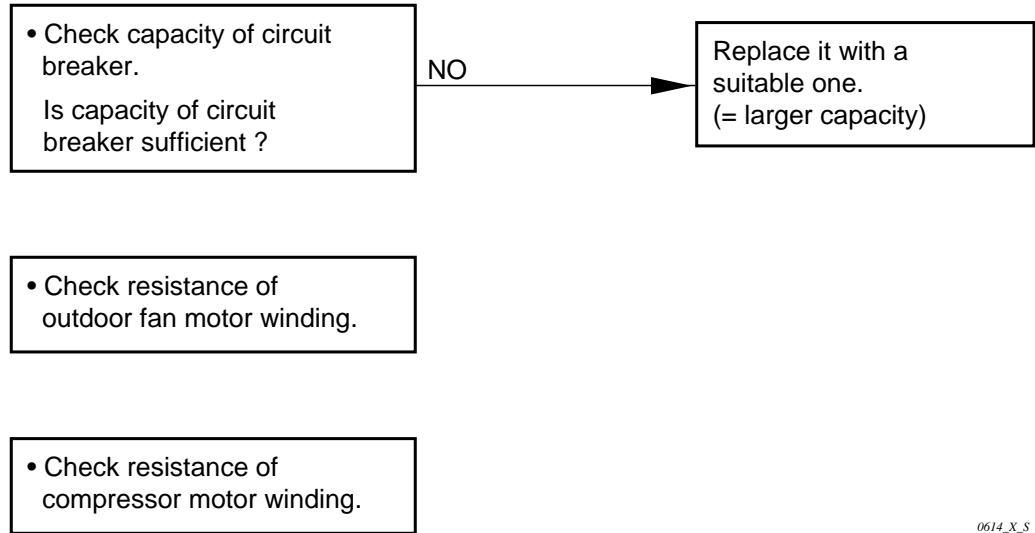 • Check capacity of circuit
breaker.
Is capacity of circuit
breaker sufficient ?
NO
Replace it with a
suitable one.
(= larger capacity)
• Check resistance of
outdoor fan motor winding.
• Check resistance of
compressor motor winding.
0614_X_S